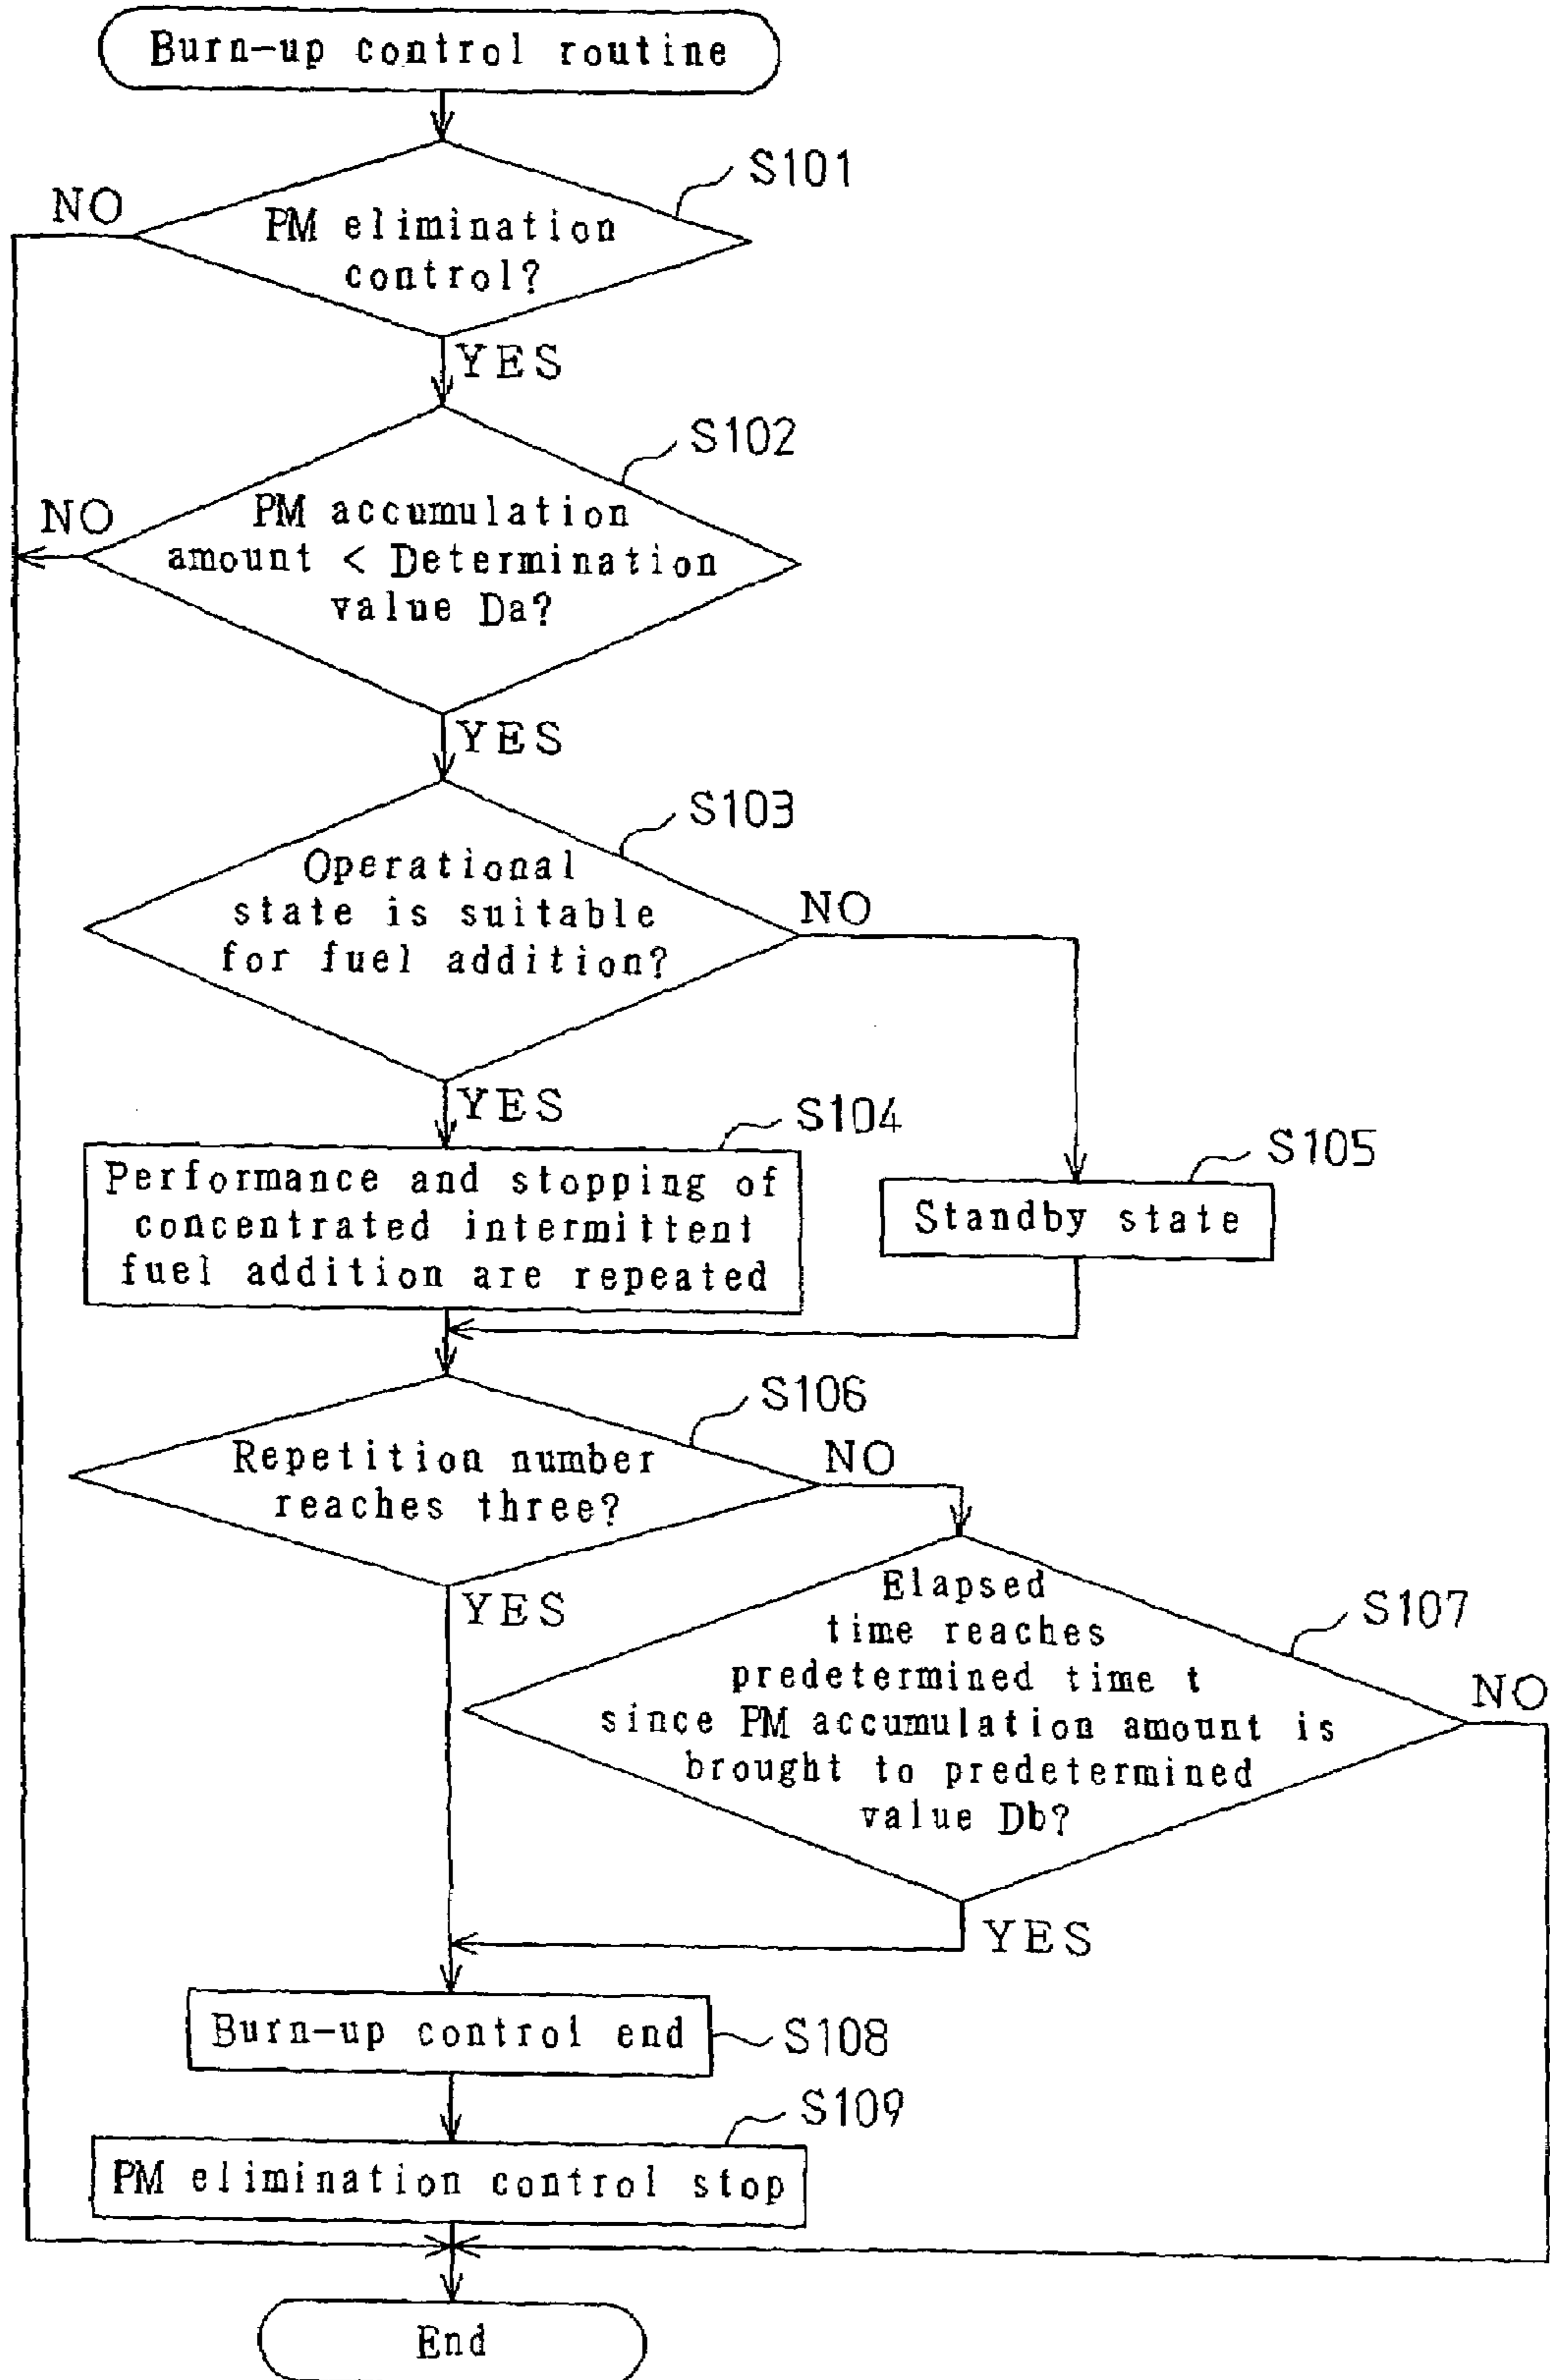 Burn-up control routine
S101
NO
PM elimination
control?
YES
S102
NO
PM accumulation
amount < Determination
value Da?
YES
S103
Operational
state is suitable
for fuel addition?
NO
YES
S104
Performance and stopping of
concentrated intermittent
fuel addition are repeated
S105
Standby state
S106
Repetition number
reaches three?
NO
YES
Elapsed
time reaches
predetermined time t
since PM accumulation amount is
brought to predetermined
value Db?
S107
NO
YES
Burn-up control end
S108
S109
PM elimination control stop
End